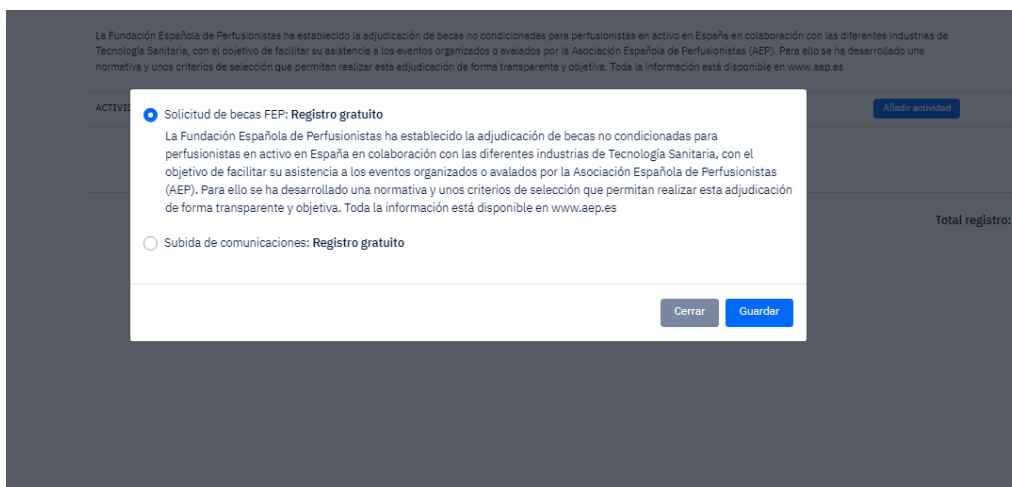 La Fundación Española de Perfusionistas ha establecido la adjudicación de becas no condicionadas para perfusionistas en activo en España en colaboración con las diferentes industrias de
Tecnología Sanitaria, con el objetivo de facilitar su asistencia a los eventos organizados o avalados por la Asociación Española de Perfusionistas (AEP). Para ello se ha desarrollado una
normativa y unos criterios de selección que permitan realizar esta adjudicación de forma transparente y objetiva. Toda la información está disponible en www.aep.es
ACTIVI
Añadir actividad
Solicitud de becas FEP: Registro gratuito
La Fundación Española de Perfusionistas ha establecido la adjudicación de becas no condicionadas para
perfusionistas en activo en España en colaboración con las diferentes industrias de Tecnología Sanitaria, con el
objetivo de facilitar su asistencia a los eventos organizados o avalados por la Asociación Española de Perfusionistas
(AEP). Para ello se ha desarrollado una normativa y unos criterios de selección que permitan realizar esta adjudicación
de forma transparente y objetiva. Toda la información está disponible en www.aep.es
Total registro:
Subida de comunicaciones: Registro gratuito
Cerrar
Guardar